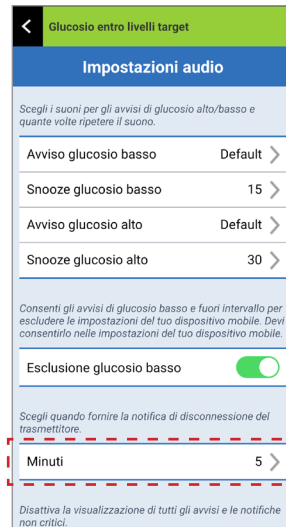 Glucosio entro livelli target
Impostazioni audio
Scegli i suoni per gli avvisi di glucosio alto/basso e
quante volte ripetere il suono.
Avviso glucosio basso Default
Snooze glucosio basso 15
Avviso glucosio alto Default
Snooze glucosio alto 30
Consenti gli avvisi di glucosio basso e fuori intervallo per
escludere le impostazioni del tuo dispositivo mobile. Devi
consentirlo nelle impostazioni del tuo dispositivo mobile.
Esclusione glucosio basso
Scegli quando fornire la notifica di disconnessione del
trasmettitore.
Minuti 5
Disattiva la visualizzazione di tutti gli avvisi e le notifiche
non critici.